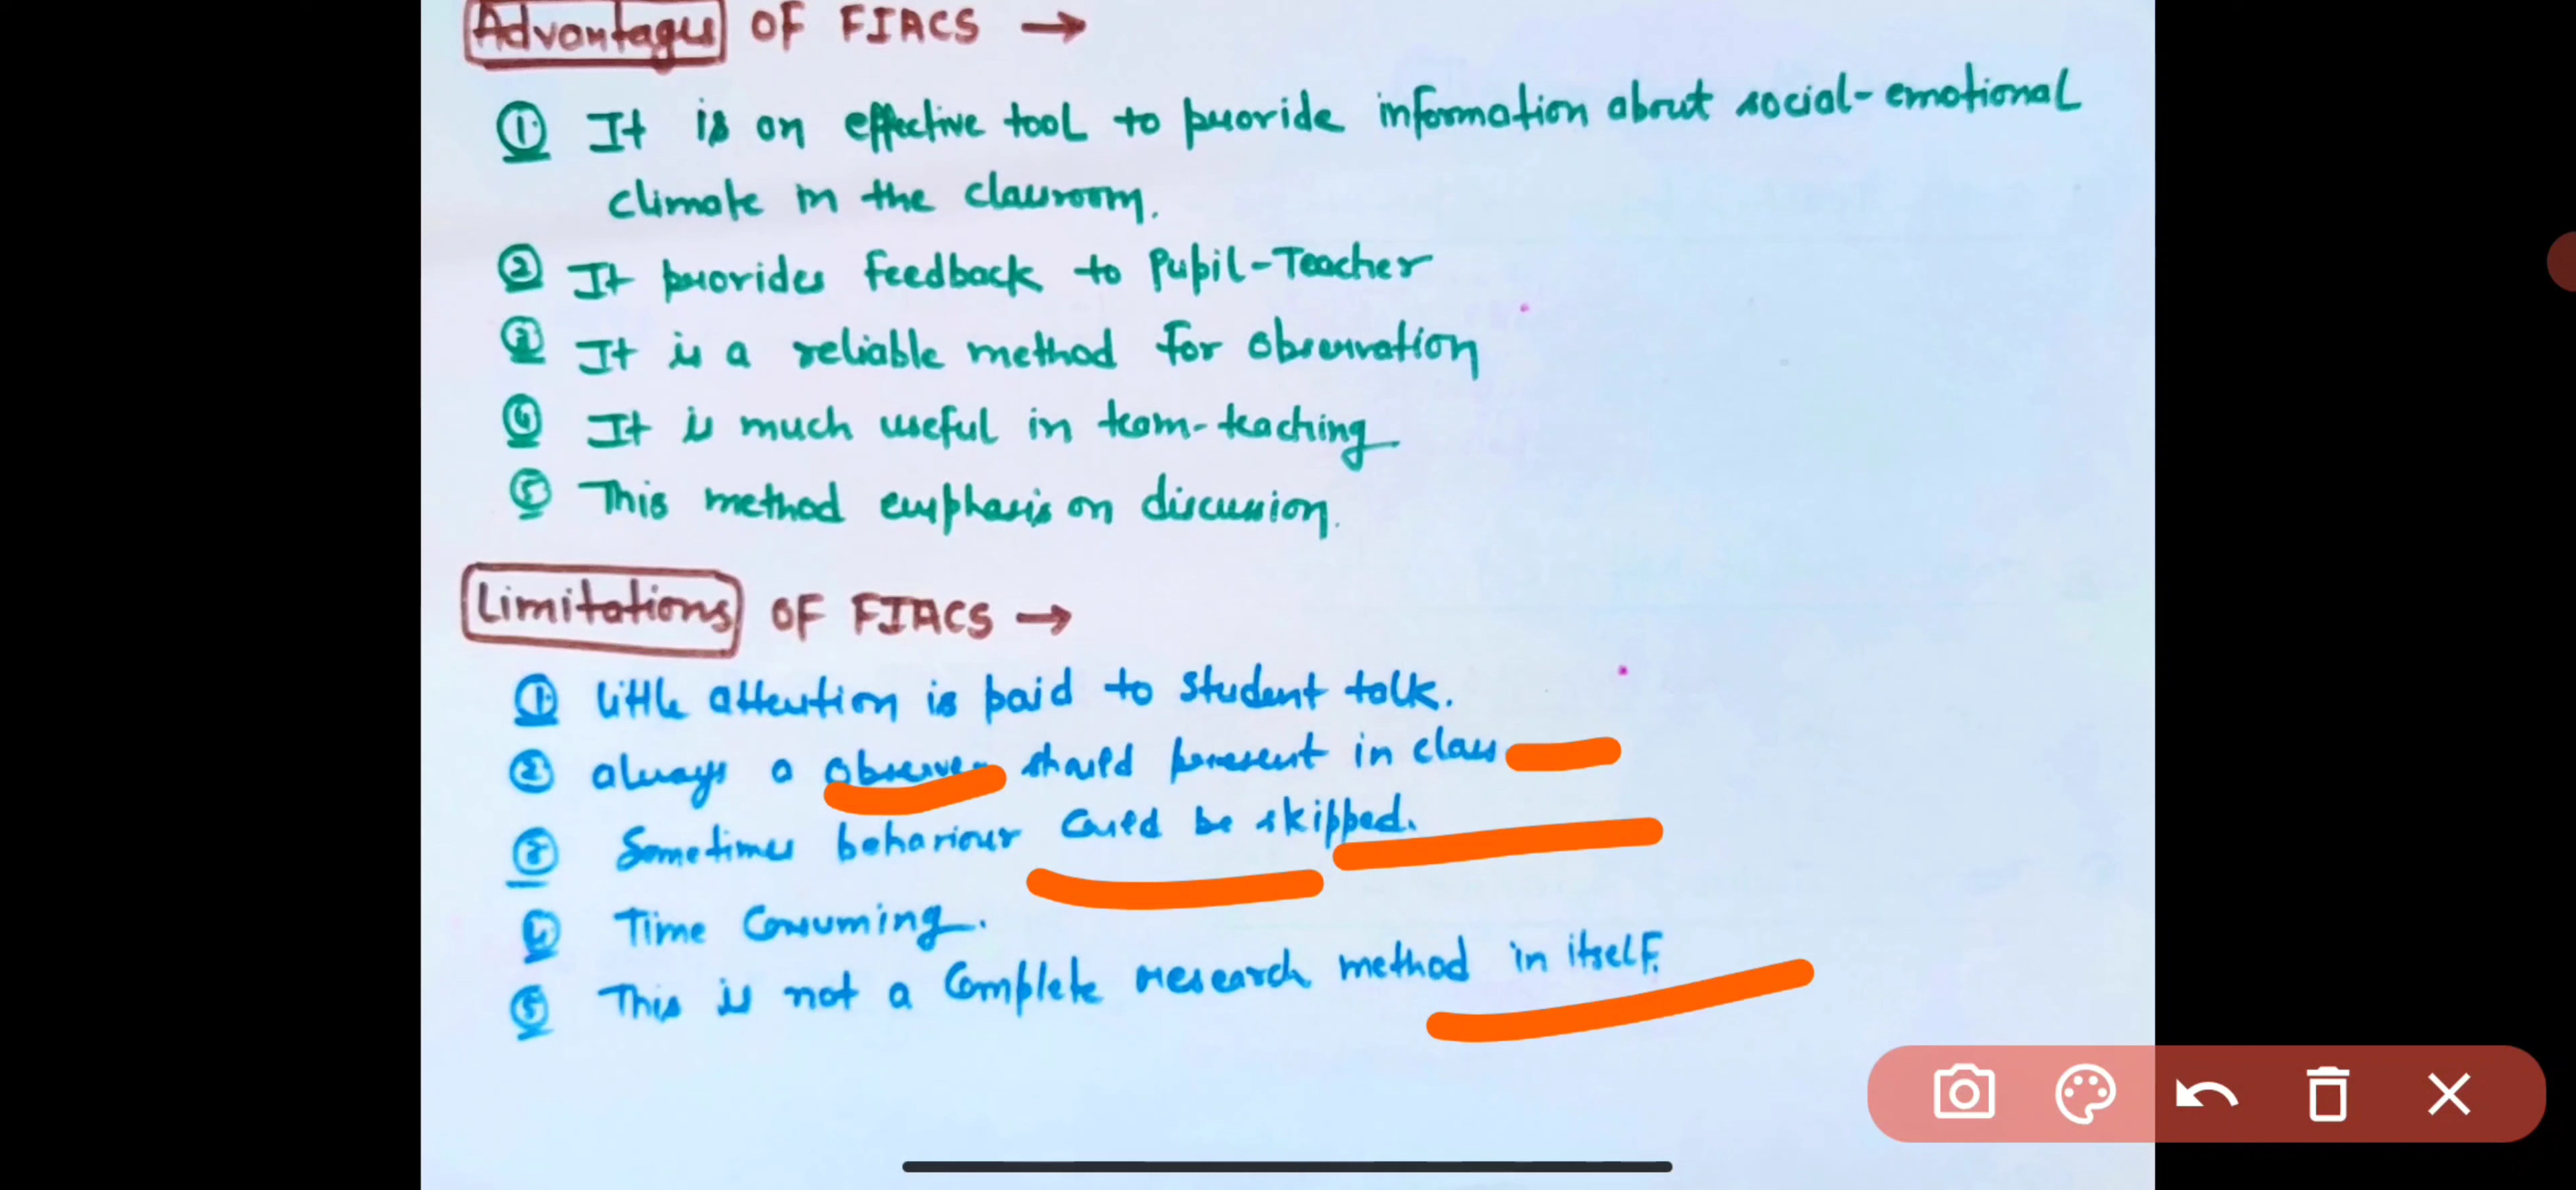 Advantages OF FIACS →
① It is an effective tool to provide information about social-emotional
climate in the classroom.
② It provides feedback to Pupil-Teacher
③ It is a reliable method for observation
④ It is much useful in team-teaching
⑤ This method emphasis on discussion.
Limitations OF FIACS →
① little attention is paid to student talk.
② always a observer should present in class
③ Sometimes behaviour could be skipped.
④ Time Consuming.
⑤ This is not a Complete research method in itself.